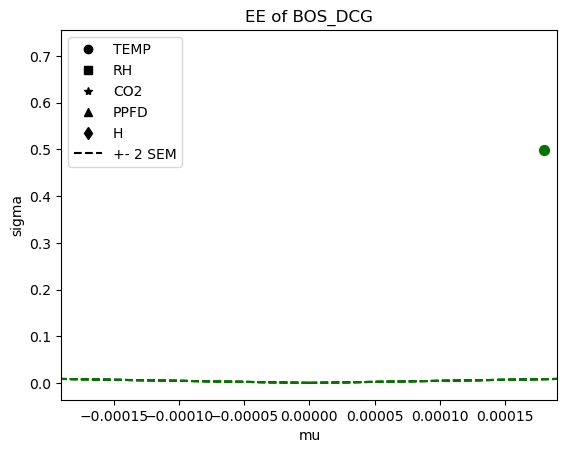 EE of BOS_DCG
TEMP
RH
CO2
PPFD
H
+- 2 SEM
sigma
0.7
0.6
0.5
0.4
0.3
0.2
0.1
0.0
−0.00015 −0.00010 −0.00005 0.00000 0.00005 0.00010 0.00015
mu